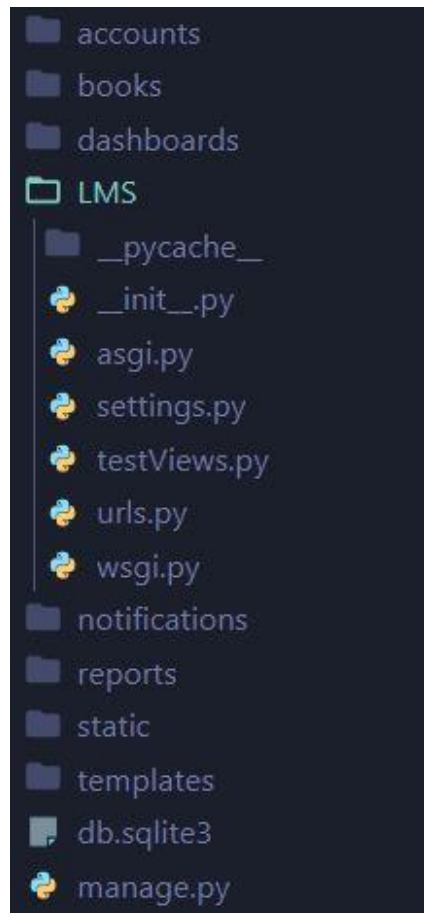 accounts
books
dashboards
LMS
__pycache__
__init__.py
asgi.py
settings.py
testViews.py
urls.py
wsgi.py
notifications
reports
static
templates
db.sqlite3
manage.py